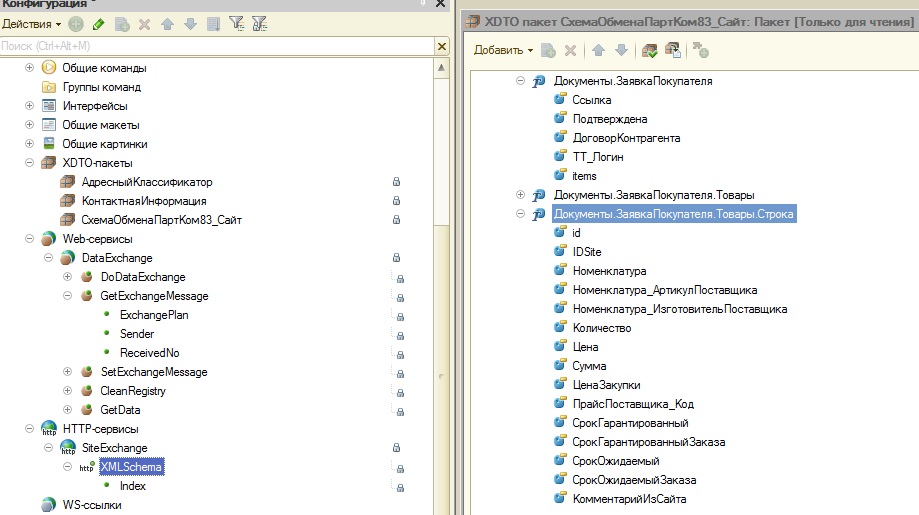 Конфигурация *
Действия
Поиск (Ctrl+Alt+M)
Общие команды
Группы команд
Интерфейсы
Общие макеты
Общие картинки
XDTO-пакеты
АдресныйКлассификатор
КонтактнаяИнформация
СхемаОбменаПартКом83_Сайт
Web-сервисы
DataExchange
DoDataExchange
GetExchangeMessage
ExchangePlan
Sender
ReceivedNo
SetExchangeMessage
CleanRegistry
GetData
HTTP-сервисы
SiteExchange
XMLSchema
Index
WS-ссылки
XDTO пакет СхемаОбменаПартКом83_Сайт: Пакет [Только для чтения]
Добавить
Документы.ЗаявкаПокупателя
Ссылка
Подтверждена
ДоговорКонтрагента
ТТ_Логин
items
Документы.ЗаявкаПокупателя.Товары
Документы.ЗаявкаПокупателя.Товары.Строка
id
IDSite
Номенклатура
Номенклатура_АртикулПоставщика
Номенклатура_ИзготовительПоставщика
Количество
Цена
Сумма
ЦенаЗакупки
ПрайсПоставщика_Код
СрокГарантированный
СрокГарантированныйЗаказа
СрокОжидаемый
СрокОжидаемыйЗаказа
КомментарийИзСайта